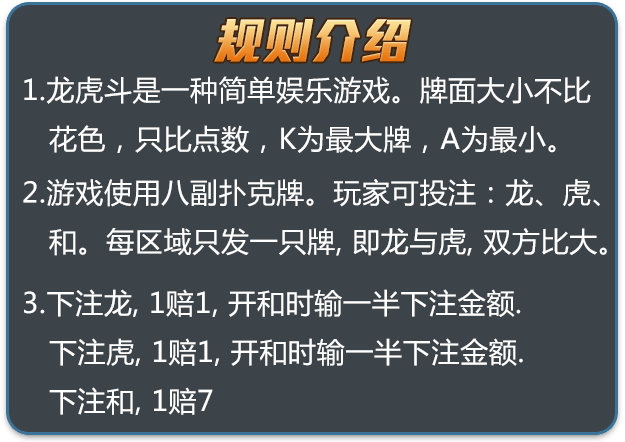 规则介绍
1.龙虎斗是一种简单娱乐游戏。牌面大小不比
花色，只比点数，K为最大牌，A为最小。
2.游戏使用八副扑克牌。玩家可投注：龙、虎、
和。每区域只发一只牌, 即龙与虎, 双方比大。
3.下注龙, 1赔1, 开和时输一半下注金额.
下注虎, 1赔1, 开和时输一半下注金额.
下注和, 1赔7